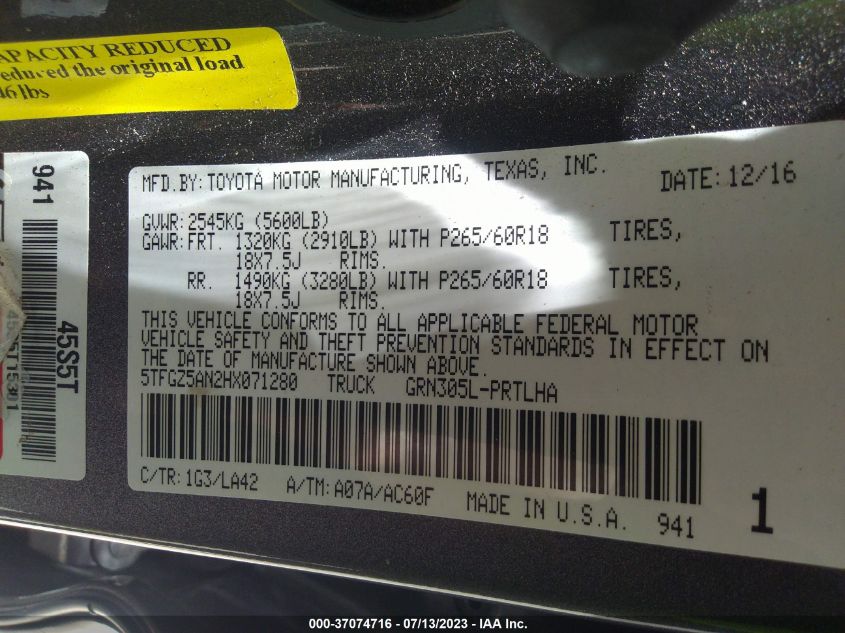 APACITY REDUCED
reduced the original load
46 lbs
941
45S5T
MFD.BY:TOYOTA MOTOR MANUFACTURING, TEXAS, INC. DATE:12/16
GVWR:2545KG (5600LB)
GAWR:FRT. 1320KG (2910LB) WITH P265/60R18 TIRES,
18X7.5J RIMS.
RR. 1490KG (3280LB) WITH P265/60R18 TIRES,
18X7.5J RIMS.
THIS VEHICLE CONFORMS TO ALL APPLICABLE FEDERAL MOTOR
VEHICLE SAFETY AND THEFT PREVENTION STANDARDS IN EFFECT ON
THE DATE OF MANUFACTURE SHOWN ABOVE.
5TFGZ5AN2HX071280 TRUCK GRN305L-PRTLHA
C/TR:1G3/LA42 A/TM:A07A/AC60F MADE IN U.S.A. 941 1
000-37074716 - 07/13/2023 - IAA Inc.